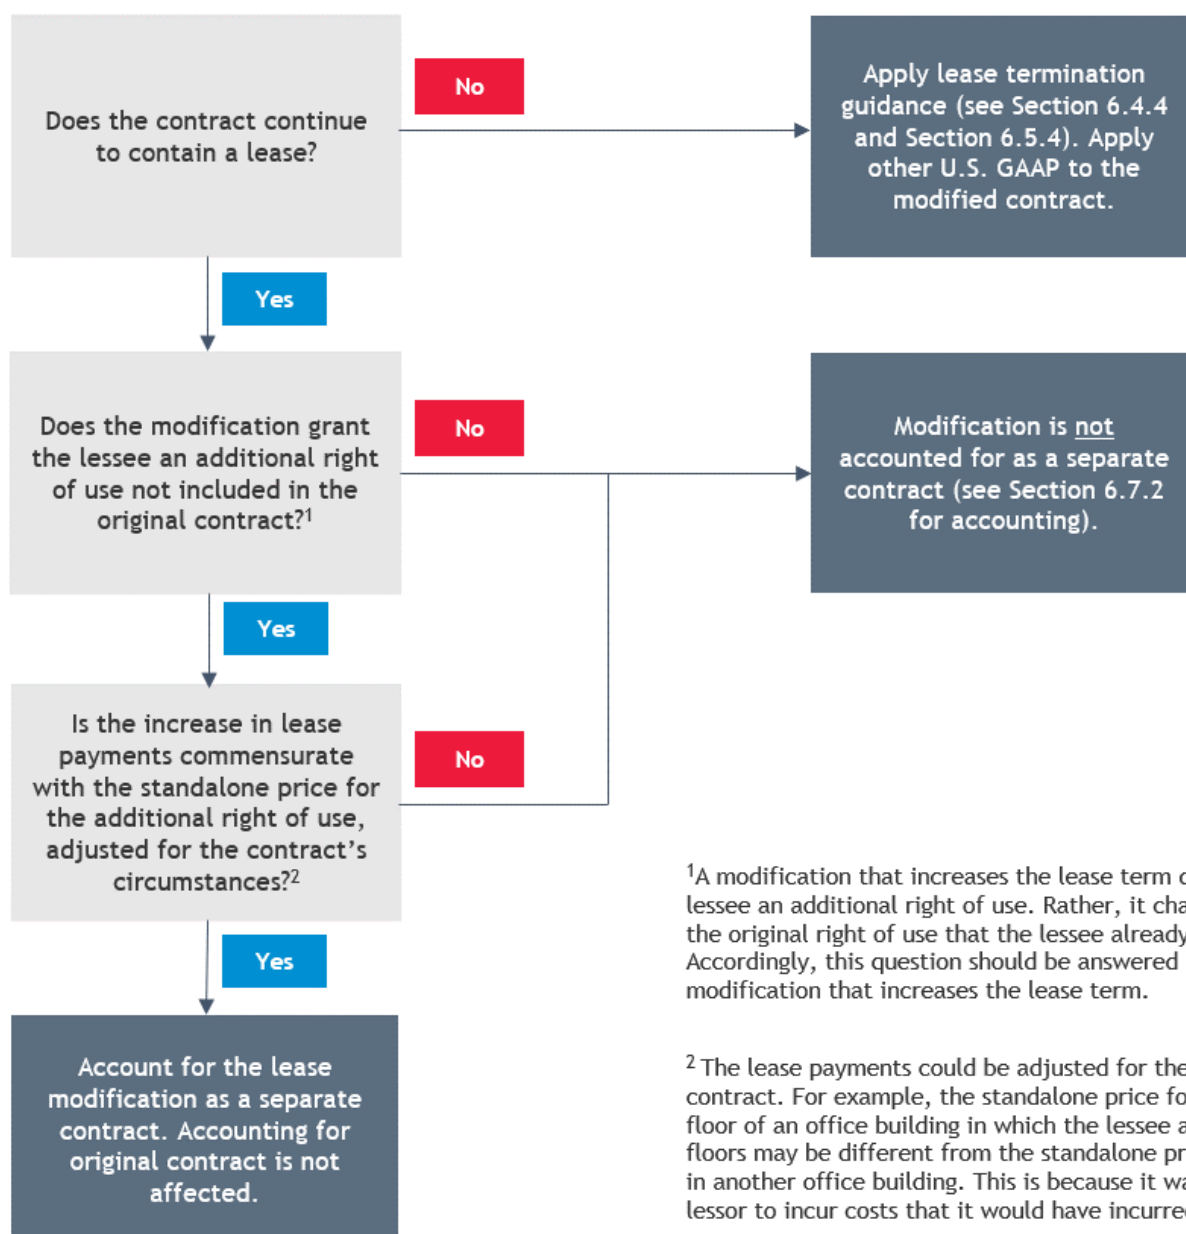 Does the contract continue
to contain a lease?
No
Apply lease termination
guidance (see Section 6.4.4
and Section 6.5.4). Apply
other U.S. GAAP to the
modified contract.
Yes
Does the modification grant
the lessee an additional right
of use not included in the
original contract?¹
No
Modification is not
accounted for as a separate
contract (see Section 6.7.2
for accounting).
Yes
Is the increase in lease
payments commensurate
with the standalone price for
the additional right of use,
adjusted for the contract's
circumstances?²
No
Yes
Account for the lease
modification as a separate
contract. Accounting for
original contract is not
affected.
¹A modification that increases the lease term
lessee an additional right of use. Rather, it
the original right of use that the lessee already
Accordingly, this question should be answered
modification that increases the lease term.
² The lease payments could be adjusted for the
contract. For example, the standalone price
floor of an office building in which the lessee
floors may be different from the standalone
in another office building. This is because it
lessor to incur costs that it would have incurred